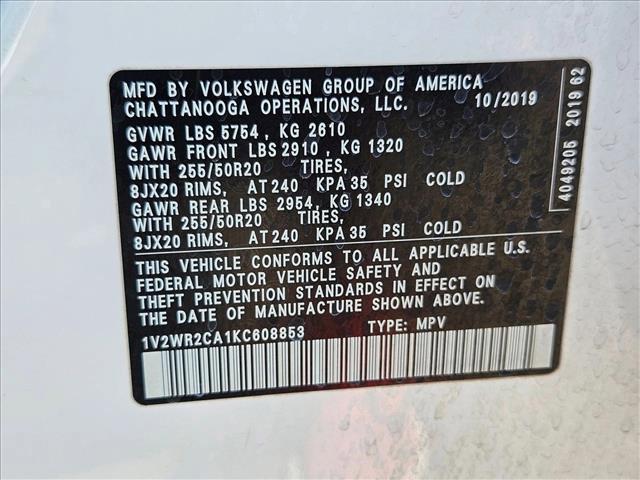 MFD BY VOLKSWAGEN GROUP OF AMERICA
CHATTANOOGA OPERATIONS, LLC. 10/2019
GVWR LBS 5754 , KG 2610
GAWR FRONT LBS 2910 , KG 1320
WITH 255/50R20 TIRES,
8JX20 RIMS, AT 240 KPA 35 PSI COLD
GAWR REAR LBS 2954, KG 1340
WITH 255/50R20 TIRES,
8JX20 RIMS, AT 240 KPA 35 PSI COLD
THIS VEHICLE CONFORMS TO ALL APPLICABLE U.S.
FEDERAL MOTOR VEHICLE SAFETY AND
THEFT PREVENTION STANDARDS IN EFFECT ON
THE DATE OF MANUFACTURE SHOWN ABOVE.
1V2WR2CA1KC608853 TYPE: MPV
4049205 2019 62